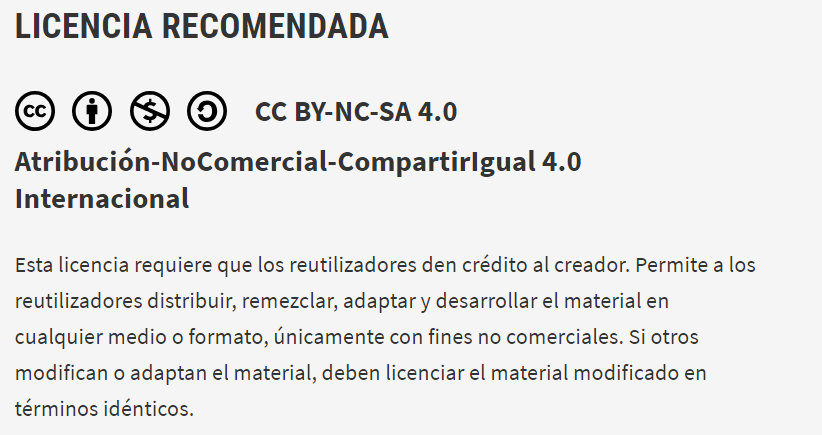 LICENCIA RECOMENDADA
cc $ CC BY-NC-SA 4.0
Atribución-NoComercial-CompartirIgual 4.0
Internacional
Esta licencia requiere que los reutilizadores den crédito al creador. Permite a los
reutilizadores distribuir, remezclar, adaptar y desarrollar el material en
cualquier medio o formato, únicamente con fines no comerciales. Si otros
modifican o adaptan el material, deben licenciar el material modificado en
términos idénticos.